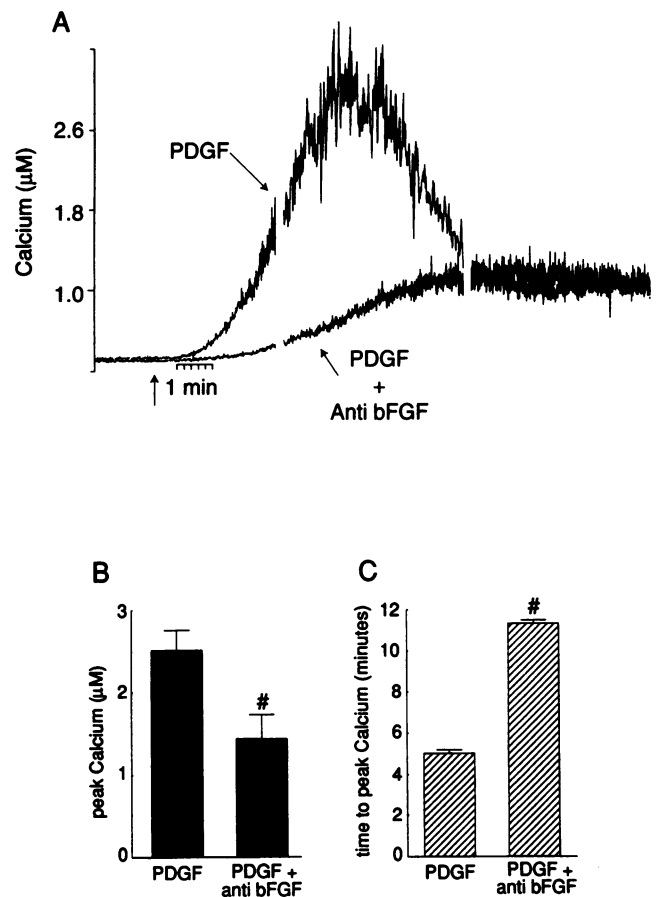 A
Calcium (µM)
2.6
1.8
1.0
PDGF
1 min
PDGF
+
Anti bFGF
B
peak Calcium (µM)
3
2
1
0
#
PDGF
PDGF +
anti bFGF
C
time to peak Calcium (minutes)
12
10
8
6
4
2
0
#
PDGF
PDGF +
anti bFGF